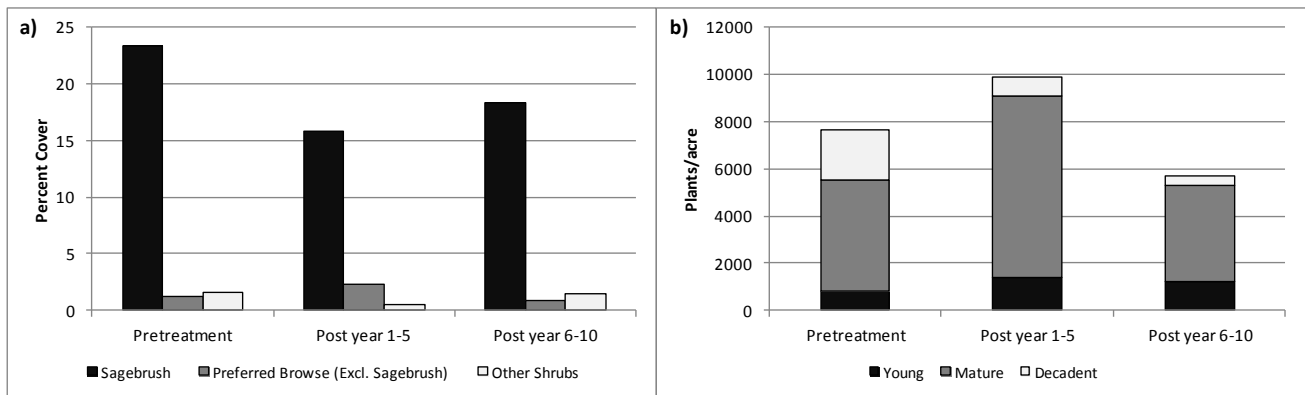 a)
25
20
15
10
5
0
Percent Cover
Pretreatment Post year 1-5 Post year 6-10
Sagebrush Preferred Browse (Excl. Sagebrush) Other Shrubs
b)
12000
10000
8000
6000
4000
2000
0
Plants/acre
Pretreatment Post year 1-5 Post year 6-10
Young Mature Decadent